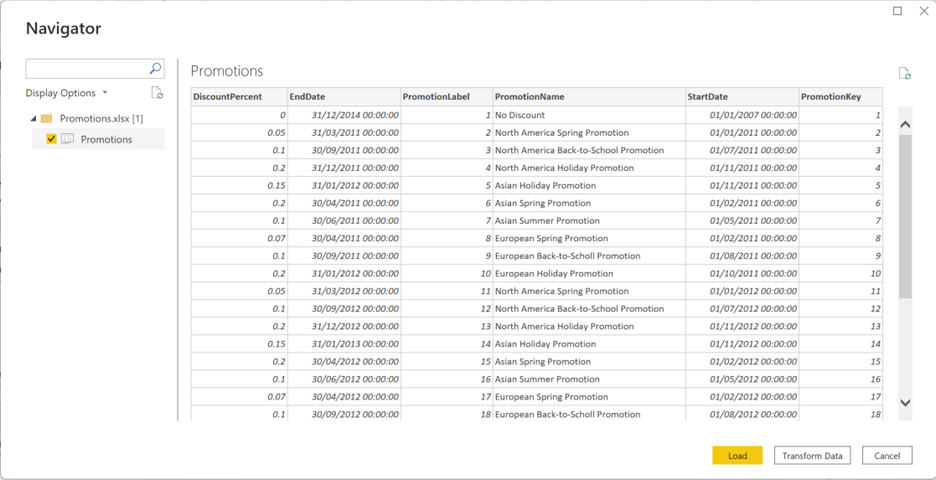 Navigator
Display Options
Promotions.xlsx [1]
Promotions
Promotions
DiscountPercent EndDate PromotionLabel PromotionName StartDate PromotionKey
0 31/12/2014 00:00:00 1 No Discount 01/01/2007 00:00:00 1
0.05 31/03/2011 00:00:00 2 North America Spring Promotion 01/01/2011 00:00:00 2
0.1 30/09/2011 00:00:00 3 North America Back-to-School Promotion 01/07/2011 00:00:00 3
0.2 31/12/2011 00:00:00 4 North America Holiday Promotion 01/11/2011 00:00:00 4
0.15 31/01/2012 00:00:00 5 Asian Holiday Promotion 01/11/2011 00:00:00 5
0.2 30/04/2011 00:00:00 6 Asian Spring Promotion 01/02/2011 00:00:00 6
0.1 30/06/2011 00:00:00 7 Asian Summer Promotion 01/05/2011 00:00:00 7
0.07 30/04/2011 00:00:00 8 European Spring Promotion 01/02/2011 00:00:00 8
0.1 30/09/2011 00:00:00 9 European Back-to-Scholl Promotion 01/08/2011 00:00:00 9
0.2 31/01/2012 00:00:00 10 European Holiday Promotion 01/10/2011 00:00:00 10
0.05 31/03/2012 00:00:00 11 North America Spring Promotion 01/01/2012 00:00:00 11
0.1 30/09/2012 00:00:00 12 North America Back-to-School Promotion 01/07/2012 00:00:00 12
0.2 31/12/2012 00:00:00 13 North America Holiday Promotion 01/11/2012 00:00:00 13
0.15 31/01/2013 00:00:00 14 Asian Holiday Promotion 01/11/2012 00:00:00 14
0.2 30/04/2012 00:00:00 15 Asian Spring Promotion 01/02/2012 00:00:00 15
0.1 30/06/2012 00:00:00 16 Asian Summer Promotion 01/05/2012 00:00:00 16
0.07 30/04/2012 00:00:00 17 European Spring Promotion 01/02/2012 00:00:00 17
0.1 30/09/2012 00:00:00 18 European Back-to-Scholl Promotion 01/08/2012 00:00:00 18
Load Transform Data Cancel